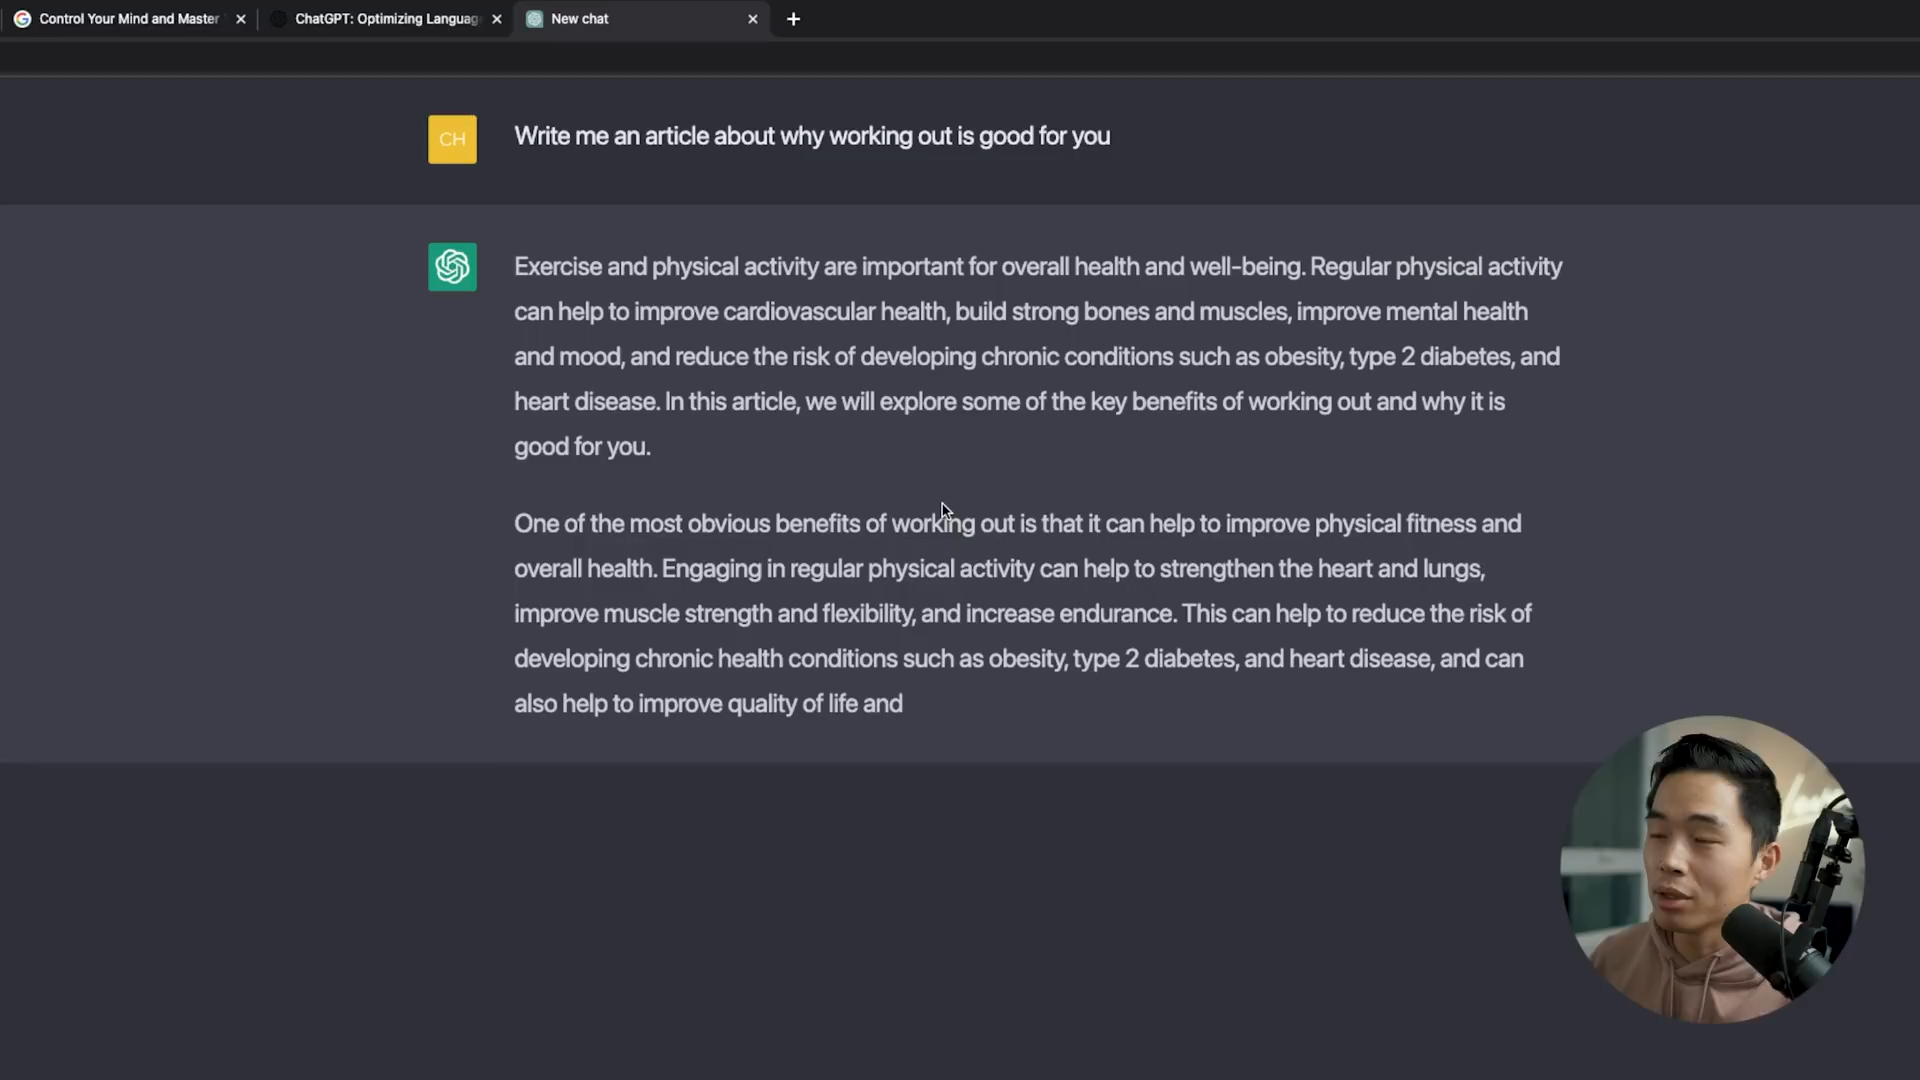 Control Your Mind and Master
ChatGPT: Optimizing Languag
New chat
CH
Write me an article about why working out is good for you
Exercise and physical activity are important for overall health and well-being. Regular physical activity
can help to improve cardiovascular health, build strong bones and muscles, improve mental health
and mood, and reduce the risk of developing chronic conditions such as obesity, type 2 diabetes, and
heart disease. In this article, we will explore some of the key benefits of working out and why it is
good for you.
One of the most obvious benefits of working out is that it can help to improve physical fitness and
overall health. Engaging in regular physical activity can help to strengthen the heart and lungs,
improve muscle strength and flexibility, and increase endurance. This can help to reduce the risk of
developing chronic health conditions such as obesity, type 2 diabetes, and heart disease, and can
also help to improve quality of life and